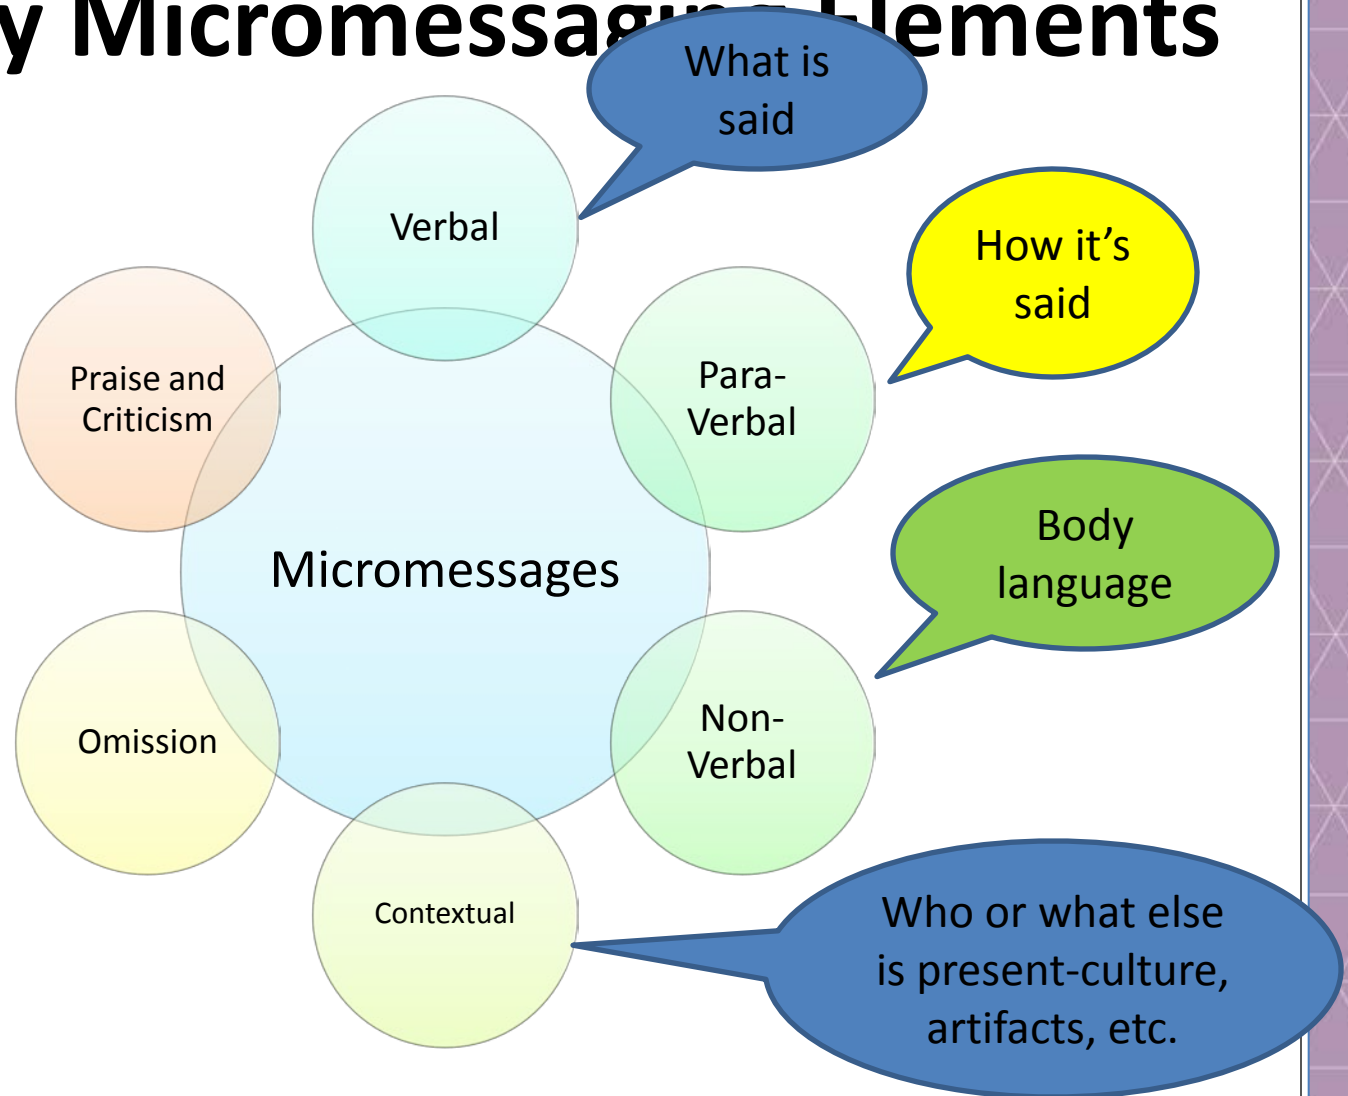 y Micromessaging Elements
What is
said
Verbal
How it's
said
Praise and
Criticism
Para-
Verbal
Body
language
Micromessages
Omission
Non-
Verbal
Contextual
Who or what else
is present-culture,
artifacts, etc.